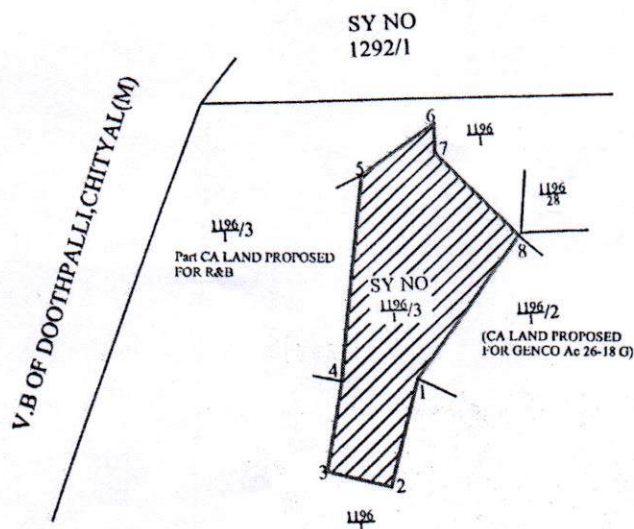 SY NO
1292/1
V.B OF DOOTHPALLI,CHITYAL(M)
6
7
1196/1
5
1196/28
1196/1/3
Part CA LAND PROPOSED
FOR R&B
8
SY NO
1196/1/3
1196/1/2
(CA LAND PROPOSED
FOR GENCO Ac 26-18 G)
4
1
3
2
1196/1